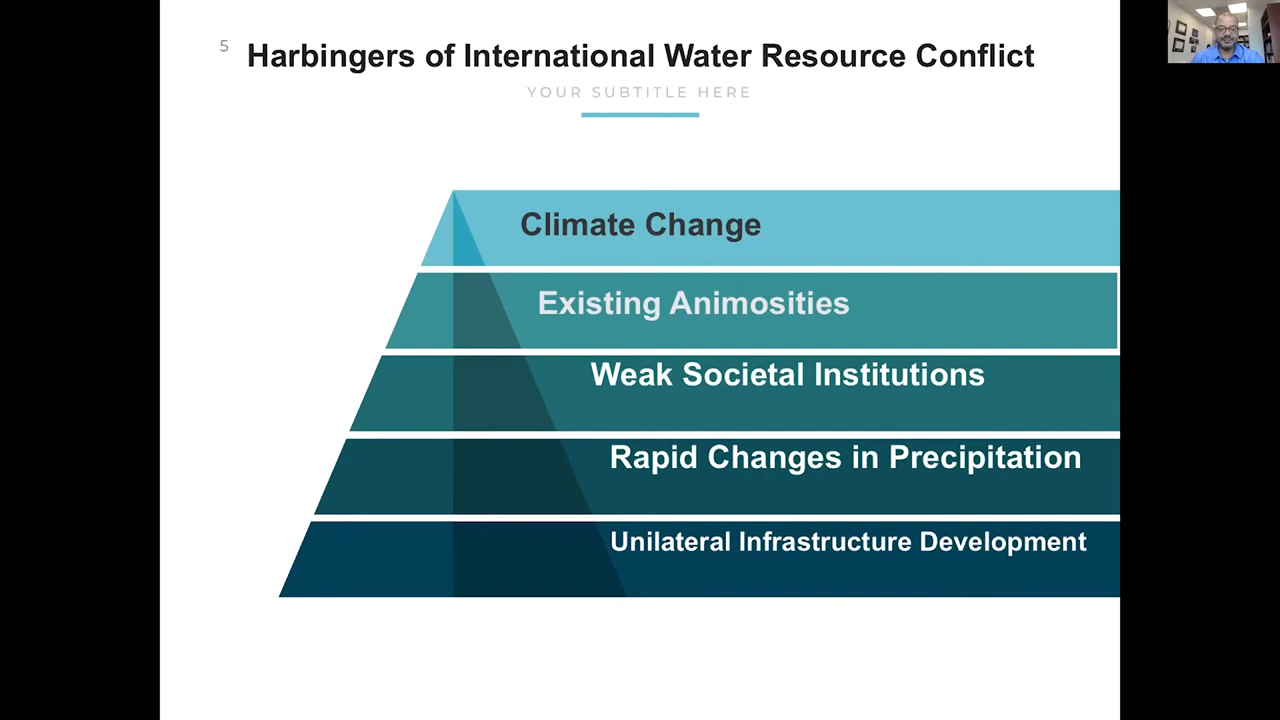 5
Harbingers of International Water Resource Conflict
YOUR SUBTITLE HERE
Climate Change
Existing Animosities
Weak Societal Institutions
Rapid Changes in Precipitation
Unilateral Infrastructure Development